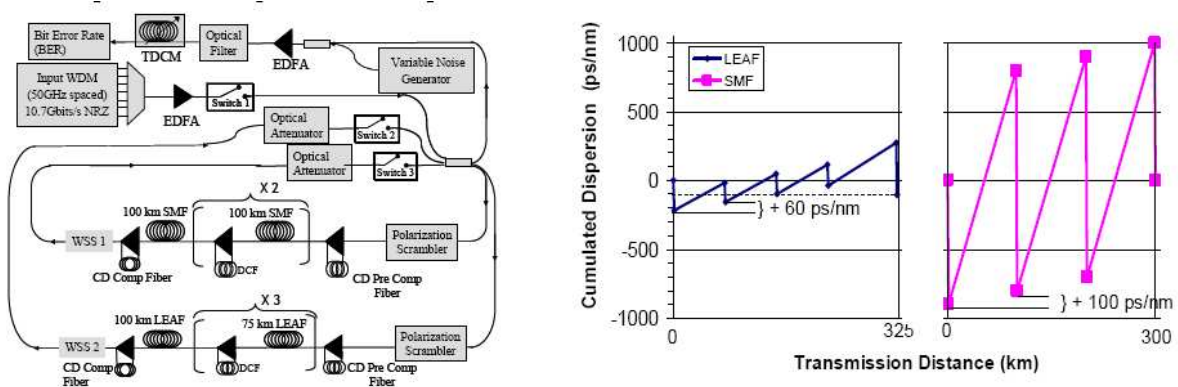 Bit Error Rate
(BER)
TDCM
Optical
Filter
EDFA
Variable Noise
Generator
Input WDM
(50GHz spaced)
10.7Gbits/s NRZ
EDFA
Switch 1
Optical
Attenuator
Switch 2
Optical
Attenuator
Switch 3
X 2
100 km SMF
100 km SMF
WSS 1
CD Comp Fiber
DCF
CD Pre Comp
Fiber
Polarization
Scrambler
X 3
100 km LEAF
75 km LEAF
WSS 2
CD Comp
Fiber
DCF
CD Pre Comp
Fiber
Polarization
Scrambler
Cumulated Dispersion (ps/nm)
1000
500
0
-500
-1000
LEAF
SMF
} + 60 ps/nm
} + 100 ps/nm
0
325
0
300
Transmission Distance (km)